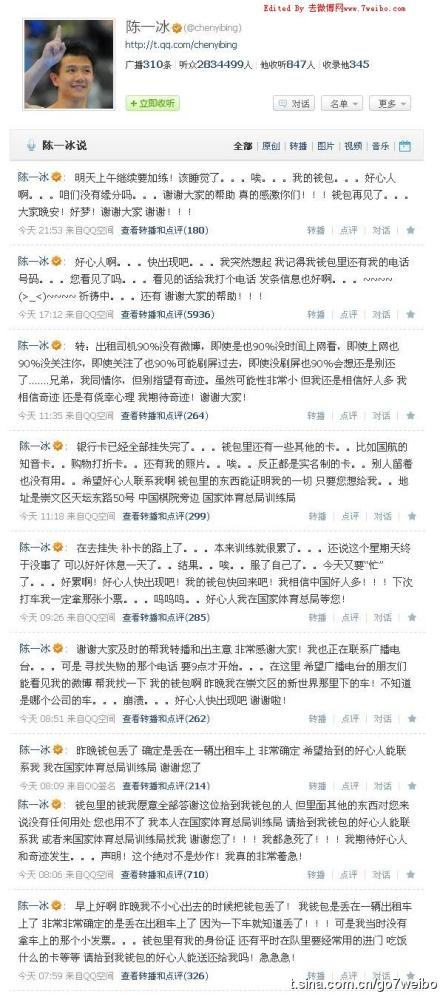 Edited By 去微博网www.7weibo.com
陈一冰 (@chenyibing)
http://t.qq.com/chenyibing
广播310条 | 听众2834499人 | 他收听847人 | 收录他345
+ 立即收听 对话 名单 更多
陈一冰说 全部 | 原创 | 转播 | 图片 | 视频 | 音乐
陈一冰： 明天上午继续要加练！该睡觉了。。。唉。。。我的钱包。。。好心人
啊。。。咱们没有缘分吗。。。谢谢大家的帮助 真的感激你们！！！钱包再见了。。。
大家晚安！好梦！谢谢大家 谢谢！！！
今天 21:53 来自QQ空间 查看转播和点评(180) 转播 | 点评 | 对话
陈一冰： 好心人啊。。。快出现吧。。。我突然想起 我记得我钱包里还有我的电话
号码。。。您看见了吗。。。看见的话给我打个电话 发条信息也好啊。。。~~~~
(>_<)~~~~ 祈祷中。。。还有 谢谢大家的帮助！！！
今天 17:12 来自QQ空间 查看转播和点评(5936) 转播 | 点评 | 对话
陈一冰： 转：出租司机90%没有微博，即使是也90%没时间上网看，即使上网也
90%没关注你，即使关注了也90%可能刷屏过去，即使没刷屏也90%会想还是别还
了.......兄弟，我同情你，但别指望有奇迹。虽然可能性非常小 但我还是相信好人多 我
相信奇迹 还是有侥幸心理 我期待奇迹！谢谢大家！
今天 11:35 来自QQ空间 查看转播和点评(264) 转播 | 点评 | 对话
陈一冰： 银行卡已经全部挂失完了。。。钱包里还有一些其他的卡。。比如国航的
知音卡。。购物打折卡。。还有我的照片。。唉。。反正都是实名制的卡。。别人留着
也没有用。。希望好心人联系我啊 钱包里的东西能证明我的一切 只要您想给我。。地
址是崇文区天坛东路50号 中国棋院旁边 国家体育总局训练局
今天 11:18 来自QQ空间 查看转播和点评(299) 转播 | 点评 | 对话
陈一冰： 在去挂失 补卡的路上了。。。本来训练就很累了。。。还说这个星期天终
于没事了 可以好好休息一天了。。结果。。唉。。服了自己了。。今天又要“忙”
了。。。好累啊！好心人快出现吧！我的钱包快回来吧！我相信中国好人多！！！下次
打车我一定拿那张小票。。。呜呜呜。。好心人我在国家体育总局等您！
今天 09:26 来自QQ空间 查看转播和点评(285) 转播 | 点评 | 对话
陈一冰： 谢谢大家及时的帮我转播和出主意 非常感谢大家！我也正在联系广播电
台。。。可是 寻找失物的那个电话 要9点才开始。。。在这里 希望广播电台的朋友们
能看见我的微博 帮我找一下 我的钱包啊 昨晚我在崇文区的新世界那里下的车！不知道
是哪个公司的车。。。崩溃。。。好心人快出现吧 谢谢啦！
今天 08:51 来自QQ空间 查看转播和点评(262) 转播 | 点评 | 对话
陈一冰： 昨晚钱包丢了 确定是丢在一辆出租车上 非常确定 希望拾到的好心人能联
系我 我在国家体育总局训练局 谢谢您了
今天 08:09 来自QQ签名 查看转播和点评(214) 转播 | 点评 | 对话
陈一冰： 钱包里的钱我愿意全部答谢这位拾到我钱包的人 但里面其他的东西对您来
说没有任何用处 您也用不了 我本人在国家体育总局训练局 请拾到我钱包的好心人能联
系我 或者来国家体育总局训练局找我 谢谢您了！！！我都急死了！！！我期待好心人
和奇迹发生。。。声明！这个绝对不是炒作！我真的非常着急！
今天 08:06 来自QQ空间 查看转播和点评(710) 转播 | 点评 | 对话
陈一冰： 早上好啊 昨晚我不小心出去的时候把钱包丢了！ 我钱包是丢在一辆出租车
上了 非常非常确定的是丢在出租车上了 因为一下车就知道丢了！！！可是我当时没有
拿车上的那个小发票。。。钱包里有我的身份证 还有平时在队里要经常用的进门 吃饭
什么的卡等等 请拾到我钱包的好心人能送还给我吗！急急急！
今天 07:59 来自QQ空间 查看转播和点评(326) 转播 | 点评 | 对话
t.sina.com.cn/go7weibo